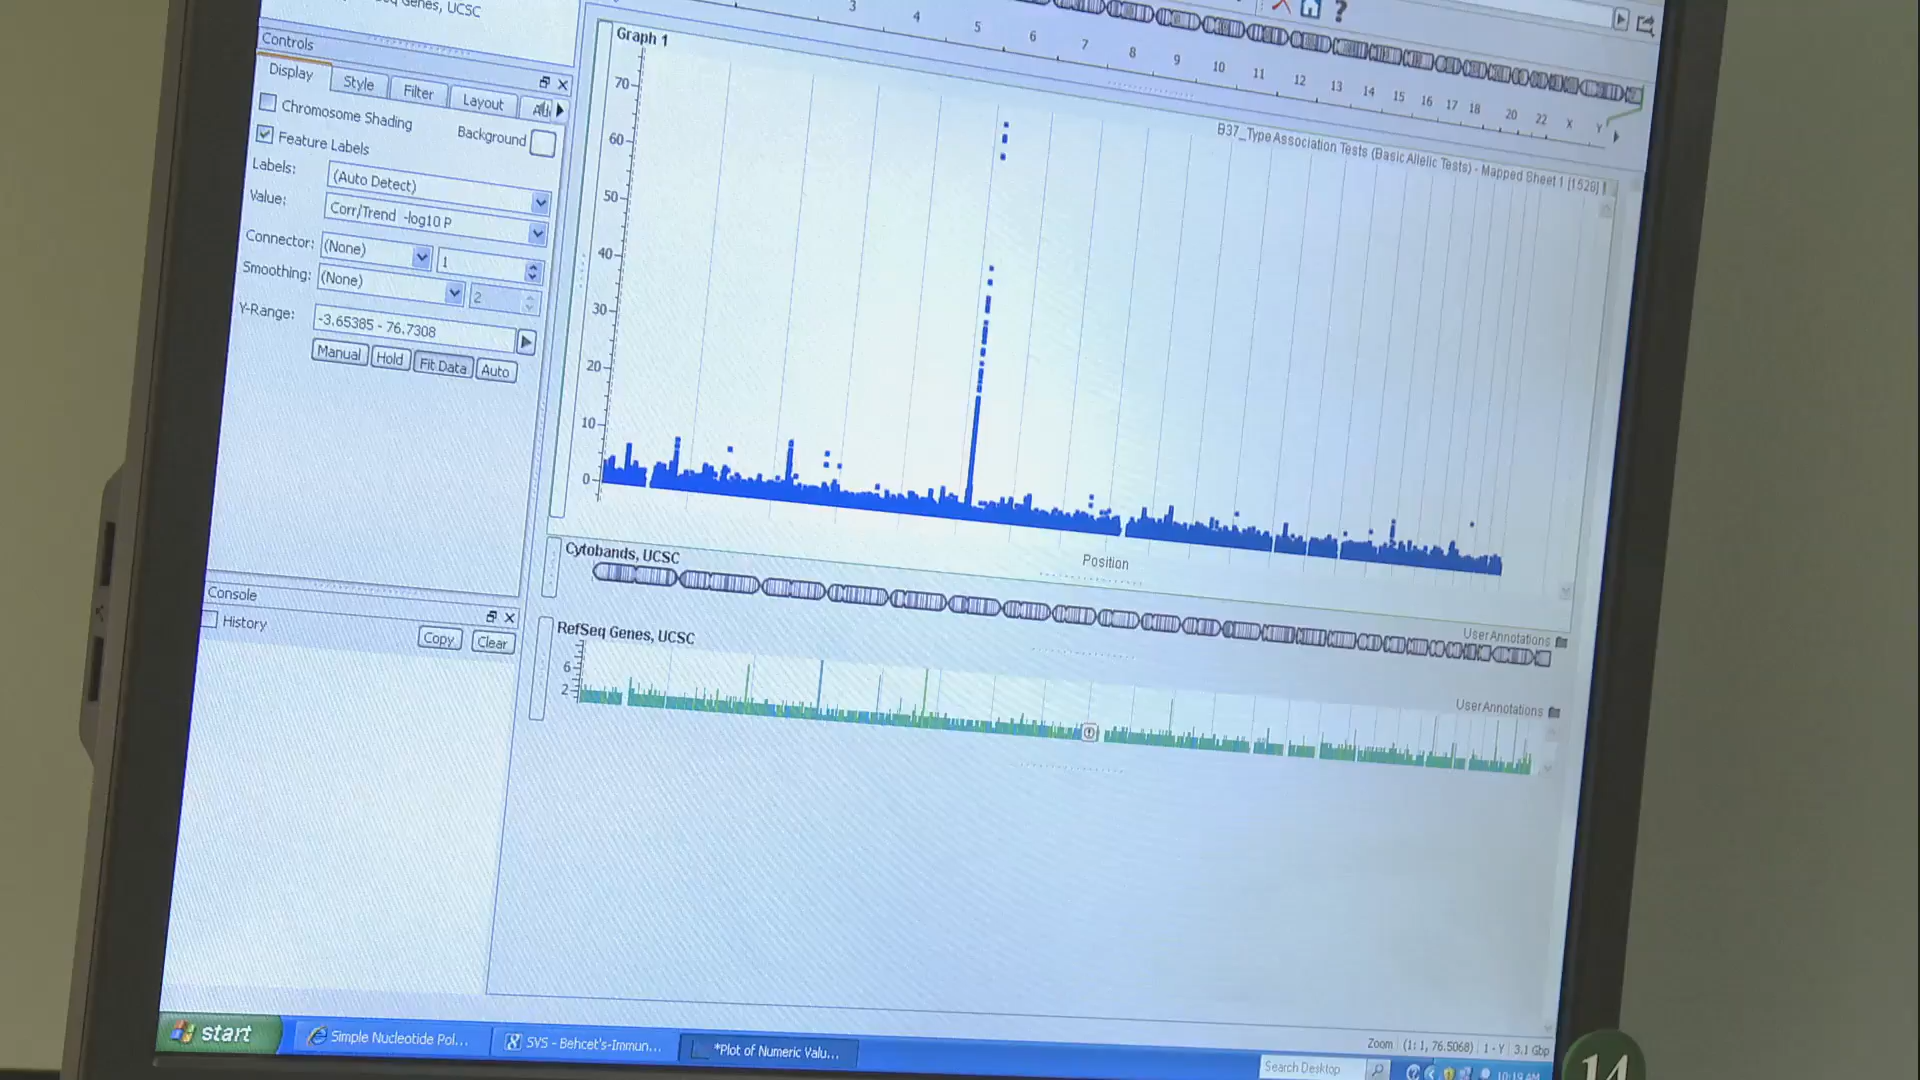 Genes, UCSC
Controls
Display
Style
Filter
Layout
Chromosome Shading
Background
Feature Labels
Labels:
(Auto Detect)
Value:
Corr/Trend -log10 P
Connector:
(None)
1
Smoothing:
(None)
2
Y-Range:
-3.65385 - 76.7308
Manual
Hold
Fit Data
Auto
Console
History
Copy
Clear
3 4 5 6 7 8 9 10 11 12 13 14 15 16 17 18 20 22 X Y
Graph 1
B37_Type Association Tests (Basic Allelic Tests) - Mapped Sheet 1 [1528]
70
60
50
40
30
20
10
0
Position
Cytobands, UCSC
User Annotations
RefSeq Genes, UCSC
6
2
User Annotations
Zoom (1: 1, 76.5068) 1 - Y 3.1 Gbp
start
Simple Nucleotide Pol...
SVS - Behcet's-Immun...
*Plot of Numeric Valu...
Search Desktop
10:19 AM
14